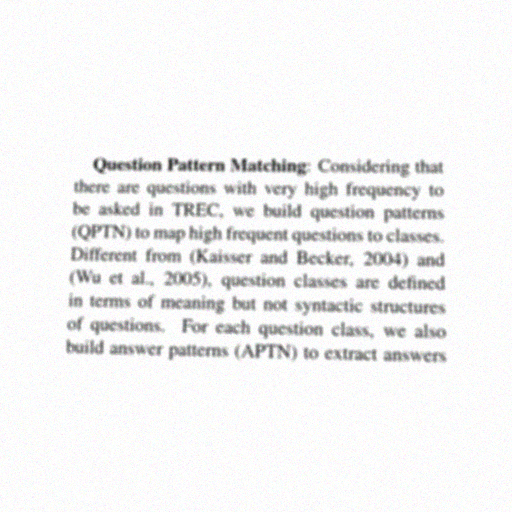 Question Pattern Matching: Considering that
there are questions with very high frequency to
be asked in TREC, we build question patterns
(QPTN) to map high frequent questions to classes.
Different from (Kaisser and Becker, 2004) and
(Wu et al., 2005), question classes are defined
in terms of meaning but not syntactic structures
of questions. For each question class, we also
build answer patterns (APTN) to extract answers